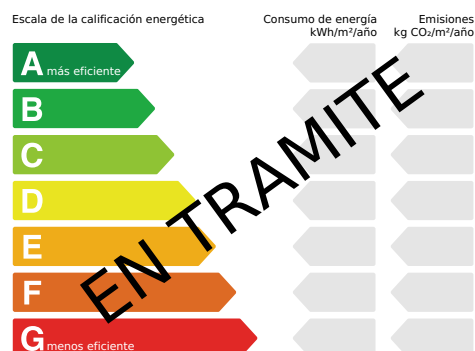 Escala de la calificación energética
Consumo de energía
kWh/m²/año
Emisiones
kg CO₂/m²/año
A más eficiente
B
C
D
E
F
G menos eficiente
EN TRAMITE